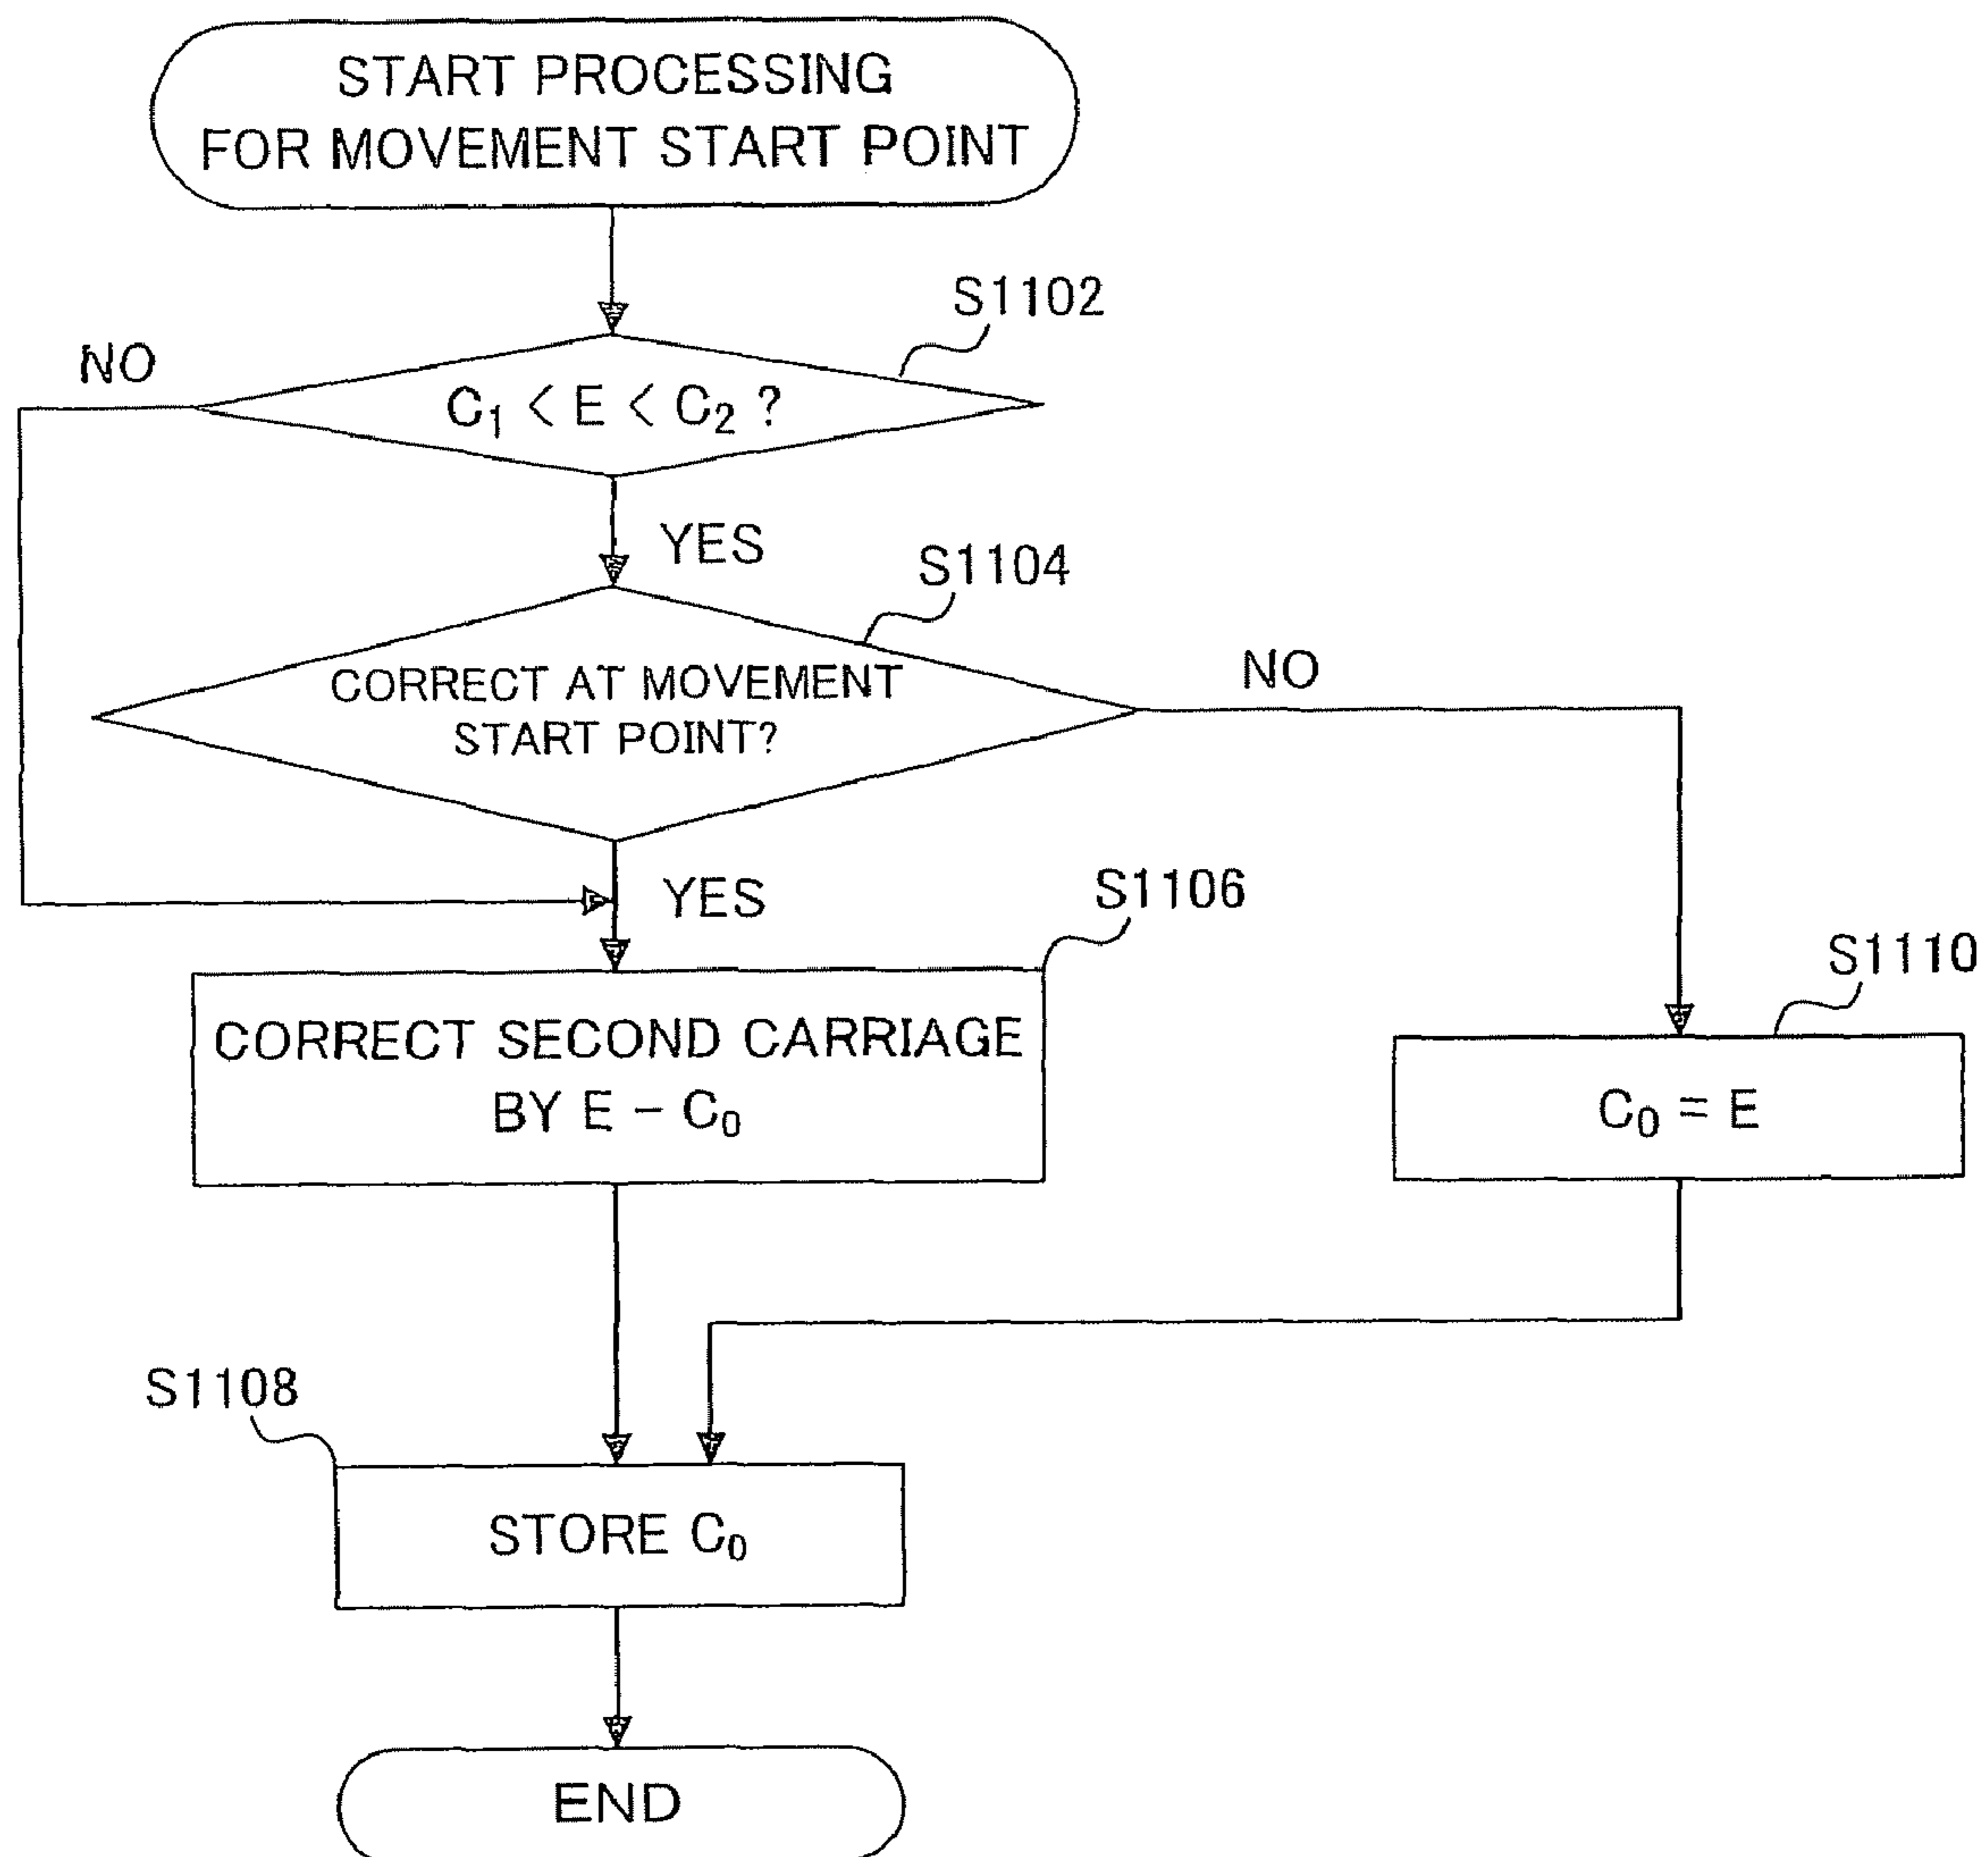 START PROCESSING
FOR MOVEMENT START POINT
S1102
NO
C₁ < E < C₂ ?
YES
S1104
CORRECT AT MOVEMENT
START POINT?
NO
YES
S1106
CORRECT SECOND CARRIAGE
BY E – C₀
S1110
C₀ = E
S1108
STORE C₀
END